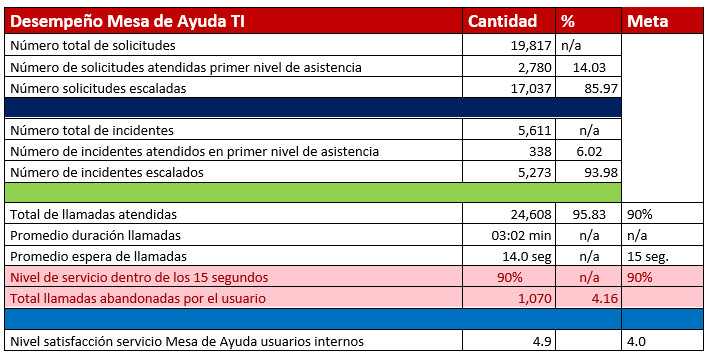 Desempeño Mesa de Ayuda TI Cantidad % Meta
Número total de solicitudes 19,817 n/a
Número de solicitudes atendidas primer nivel de asistencia 2,780 14.03
Número solicitudes escaladas 17,037 85.97
Número total de incidentes 5,611 n/a
Número de incidentes atendidos en primer nivel de asistencia 338 6.02
Número de incidentes escalados 5,273 93.98
Total de llamadas atendidas 24,608 95.83 90%
Promedio duración llamadas 03:02 min n/a n/a
Promedio espera de llamadas 14.0 seg n/a 15 seg.
Nivel de servicio dentro de los 15 segundos 90% n/a 90%
Total llamadas abandonadas por el usuario 1,070 4.16
Nivel satisfacción servicio Mesa de Ayuda usuarios internos 4.9 4.0